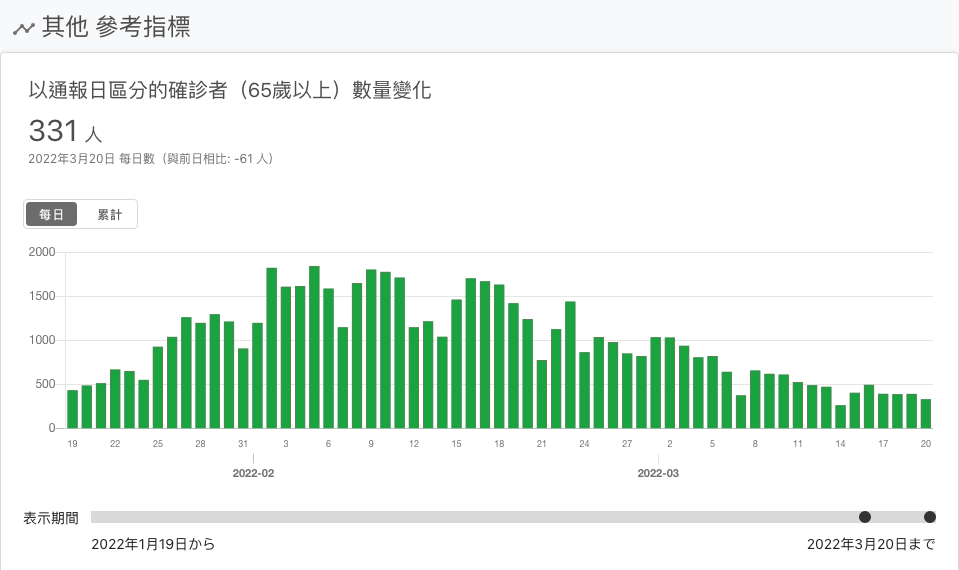 其他 參考指標
以通報日區分的確診者（65歲以上）數量變化
331 人
2022年3月20日 每日數（與前日相比: -61 人）
每日 累計
2000
1500
1000
500
0
19 22 25 28 31 3 6 9 12 15 18 21 24 27 2 5 8 11 14 17 20
2022-02 2022-03
表示期間
2022年1月19日から 2022年3月20日まで